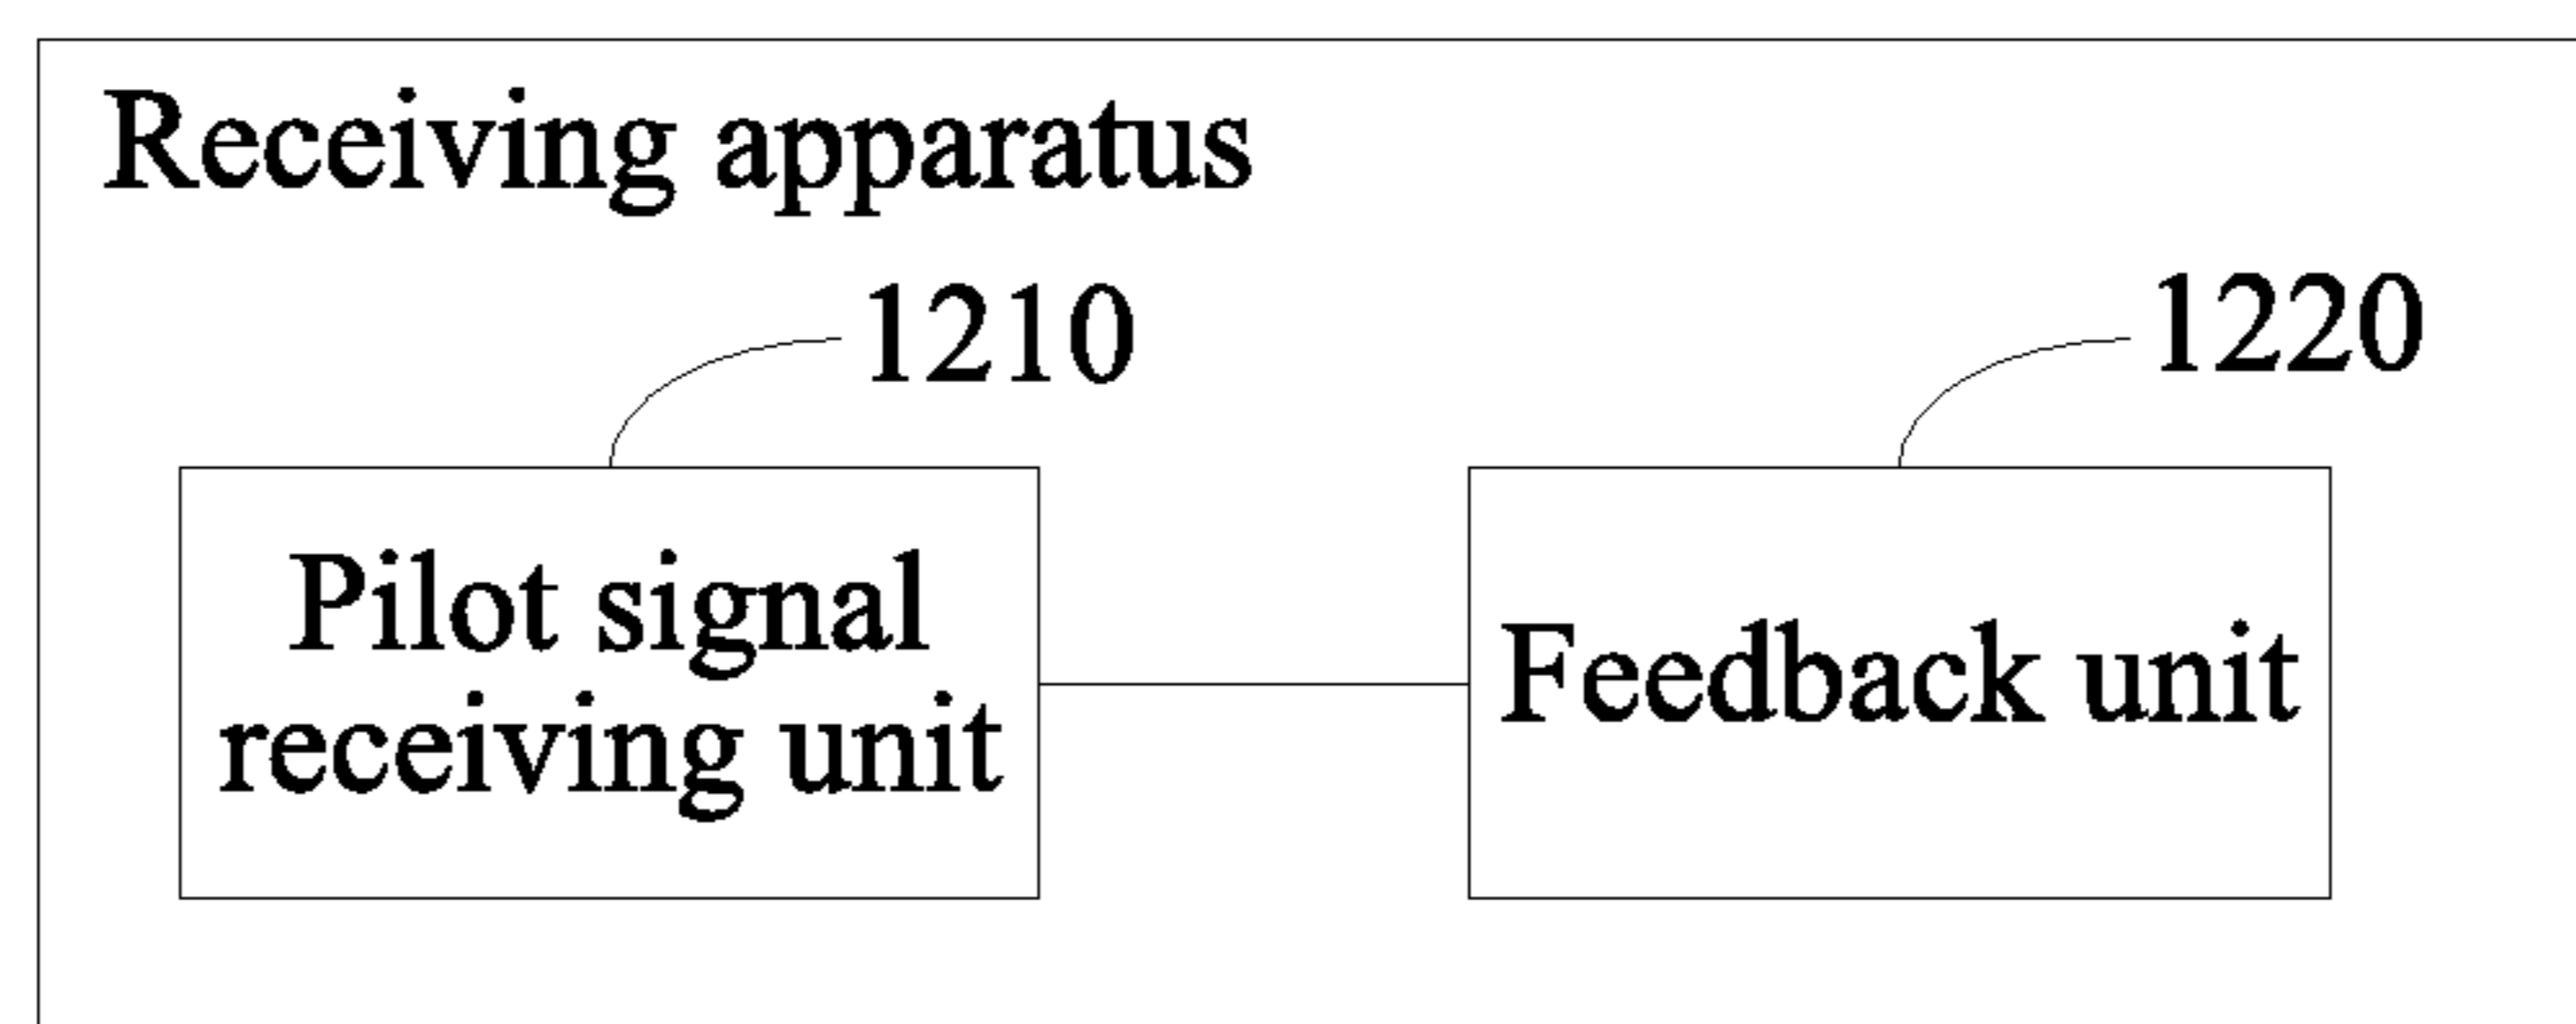 Receiving apparatus
1210
1220
Pilot signal
receiving unit
Feedback unit